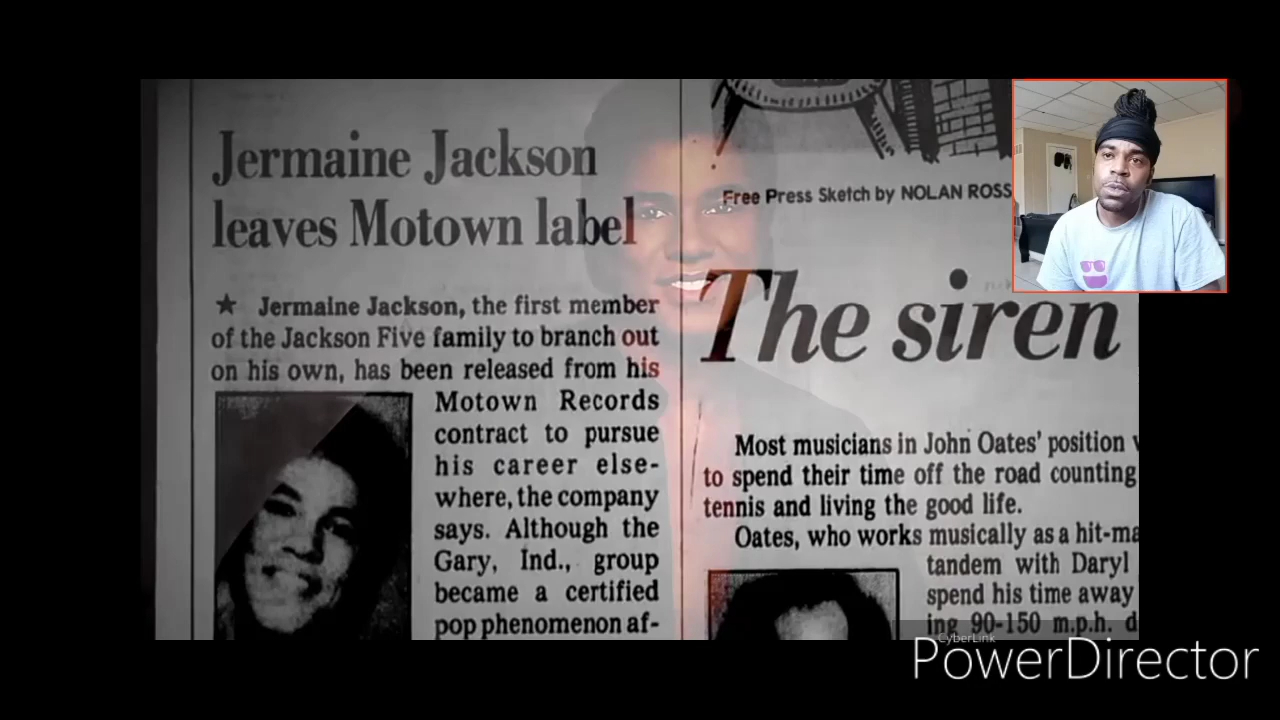 Jermaine Jackson
leaves Motown label
★ Jermaine Jackson, the first member
of the Jackson Five family to branch out
on his own, has been released from his
Motown Records
contract to pursue
his career else-
where, the company
says. Although the
Gary, Ind., group
became a certified
pop phenomenon af-
Free Press Sketch by NOLAN ROSS
The siren
Most musicians in John Oates' position
to spend their time off the road counting
tennis and living the good life.
Oates, who works musically as a hit-ma
tandem with Daryl
spend his time away
ing 90-150 m.p.h. d
CyberLink
PowerDirector